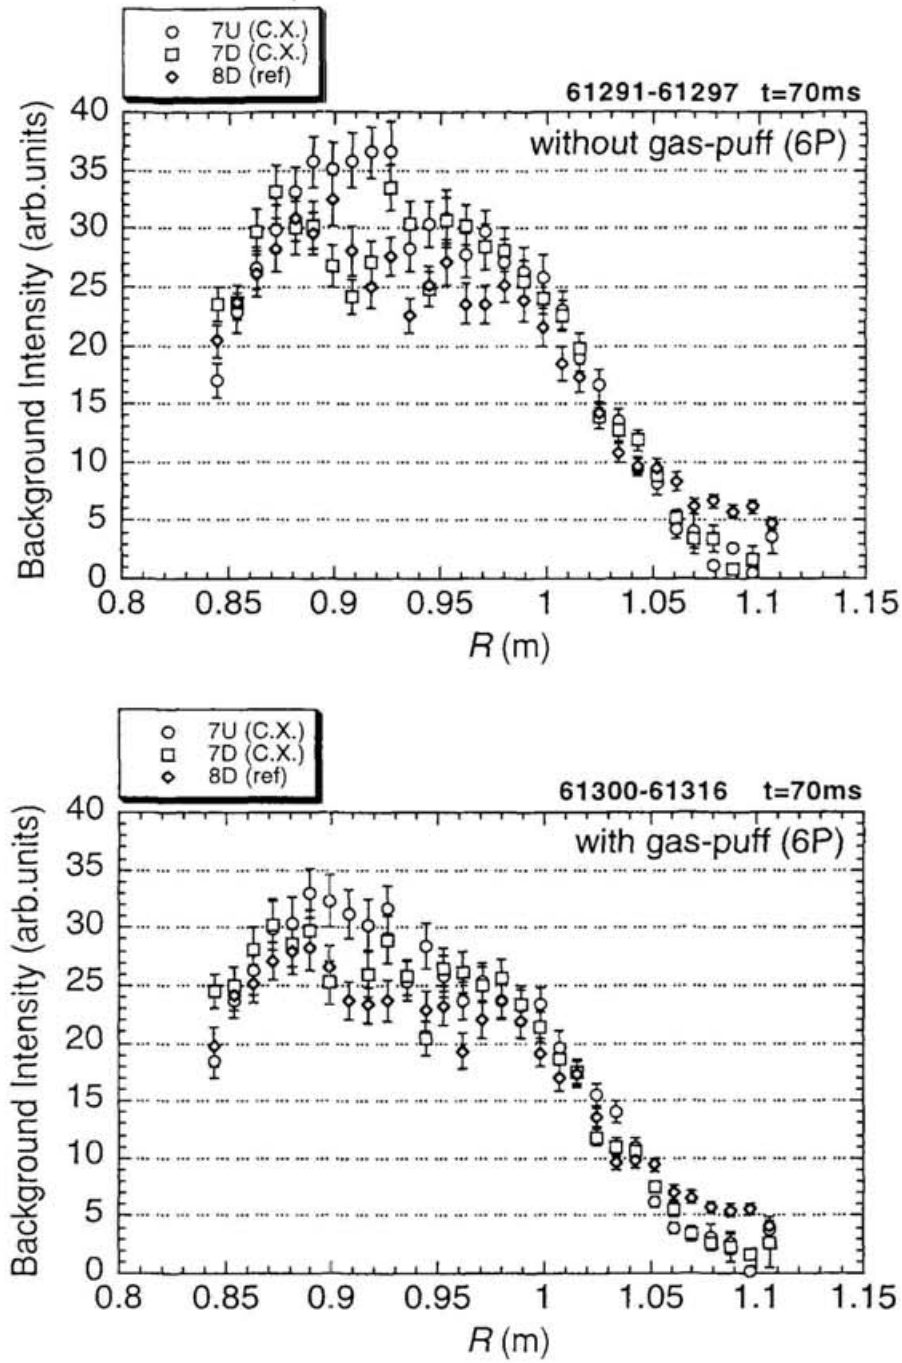 7U (C.X.)
7D (C.X.)
8D (ref)
61291-61297 t=70ms
without gas-puff (6P)
Background Intensity (arb.units)
40
35
30
25
20
15
10
5
0
0.8 0.85 0.9 0.95 1 1.05 1.1 1.15
R (m)
7U (C.X.)
7D (C.X.)
8D (ref)
61300-61316 t=70ms
with gas-puff (6P)
Background Intensity (arb.units)
40
35
30
25
20
15
10
5
0
0.8 0.85 0.9 0.95 1 1.05 1.1 1.15
R (m)